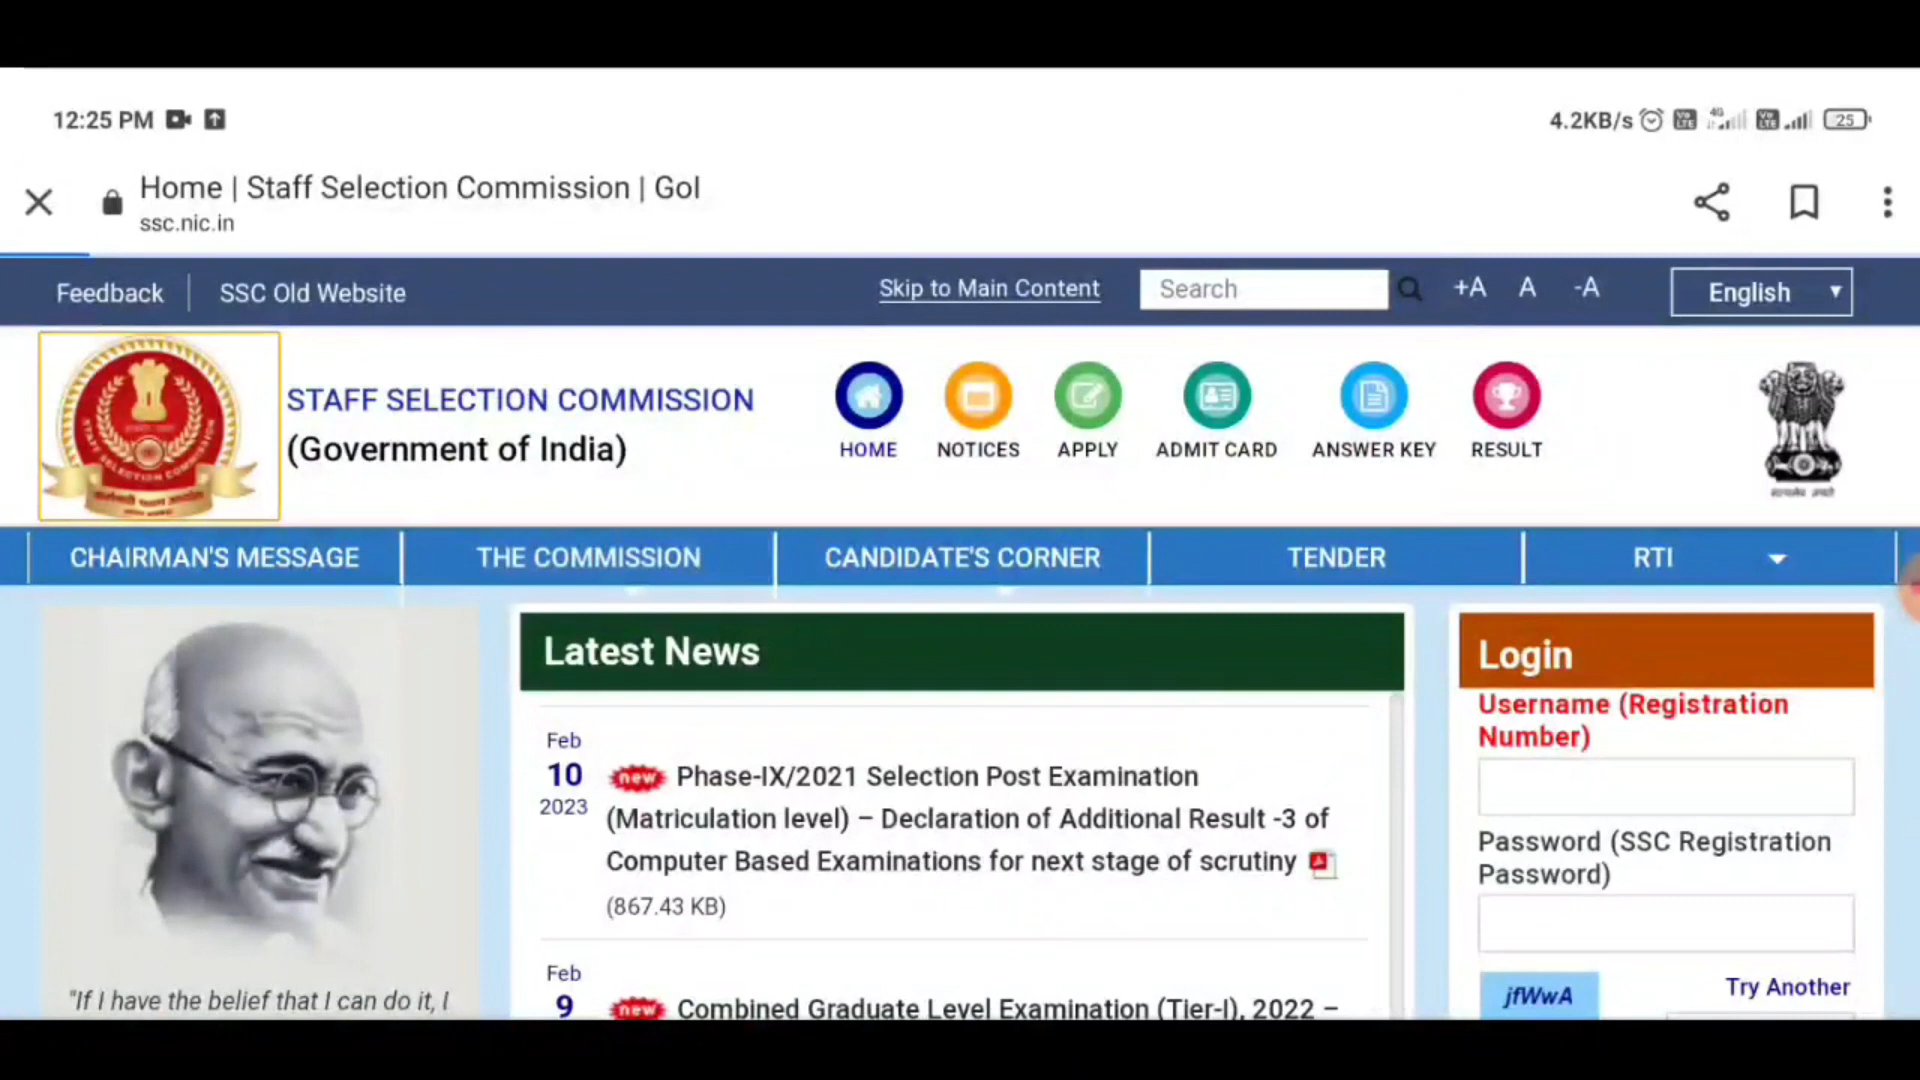 12:25 PM
4.2KB/s
4G
25
Home | Staff Selection Commission | GoI
ssc.nic.in
Feedback
SSC Old Website
Skip to Main Content
Search
+A A -A
English
STAFF SELECTION COMMISSION
(Government of India)
HOME
NOTICES
APPLY
ADMIT CARD
ANSWER KEY
RESULT
STAFF SELECTION COMMISSION
CHAIRMAN'S MESSAGE
THE COMMISSION
CANDIDATE'S CORNER
TENDER
RTI
Latest News
Feb
10
2023
new Phase-IX/2021 Selection Post Examination
(Matriculation level) – Declaration of Additional Result -3 of
Computer Based Examinations for next stage of scrutiny
(867.43 KB)
Feb
9
new Combined Graduate Level Examination (Tier-I), 2022 –
Login
Username (Registration
Number)
Password (SSC Registration
Password)
jfWwA
Try Another
"If I have the belief that I can do it, I